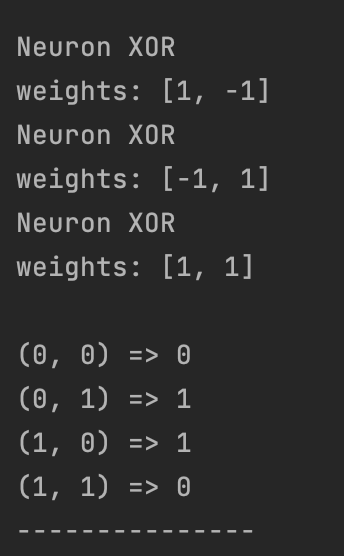 Neuron XOR
weights: [1, -1]
Neuron XOR
weights: [-1, 1]
Neuron XOR
weights: [1, 1]
(0, 0) => 0
(0, 1) => 1
(1, 0) => 1
(1, 1) => 0
---------------